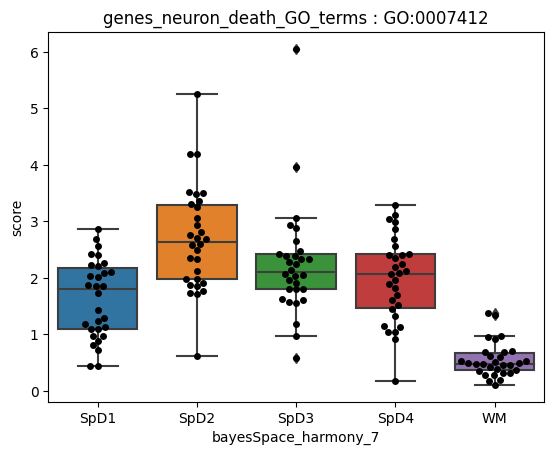 genes_neuron_death_GO_terms : GO:0007412
score
6
5
4
3
2
1
0
SpD1 SpD2 SpD3 SpD4 WM
bayesSpace_harmony_7